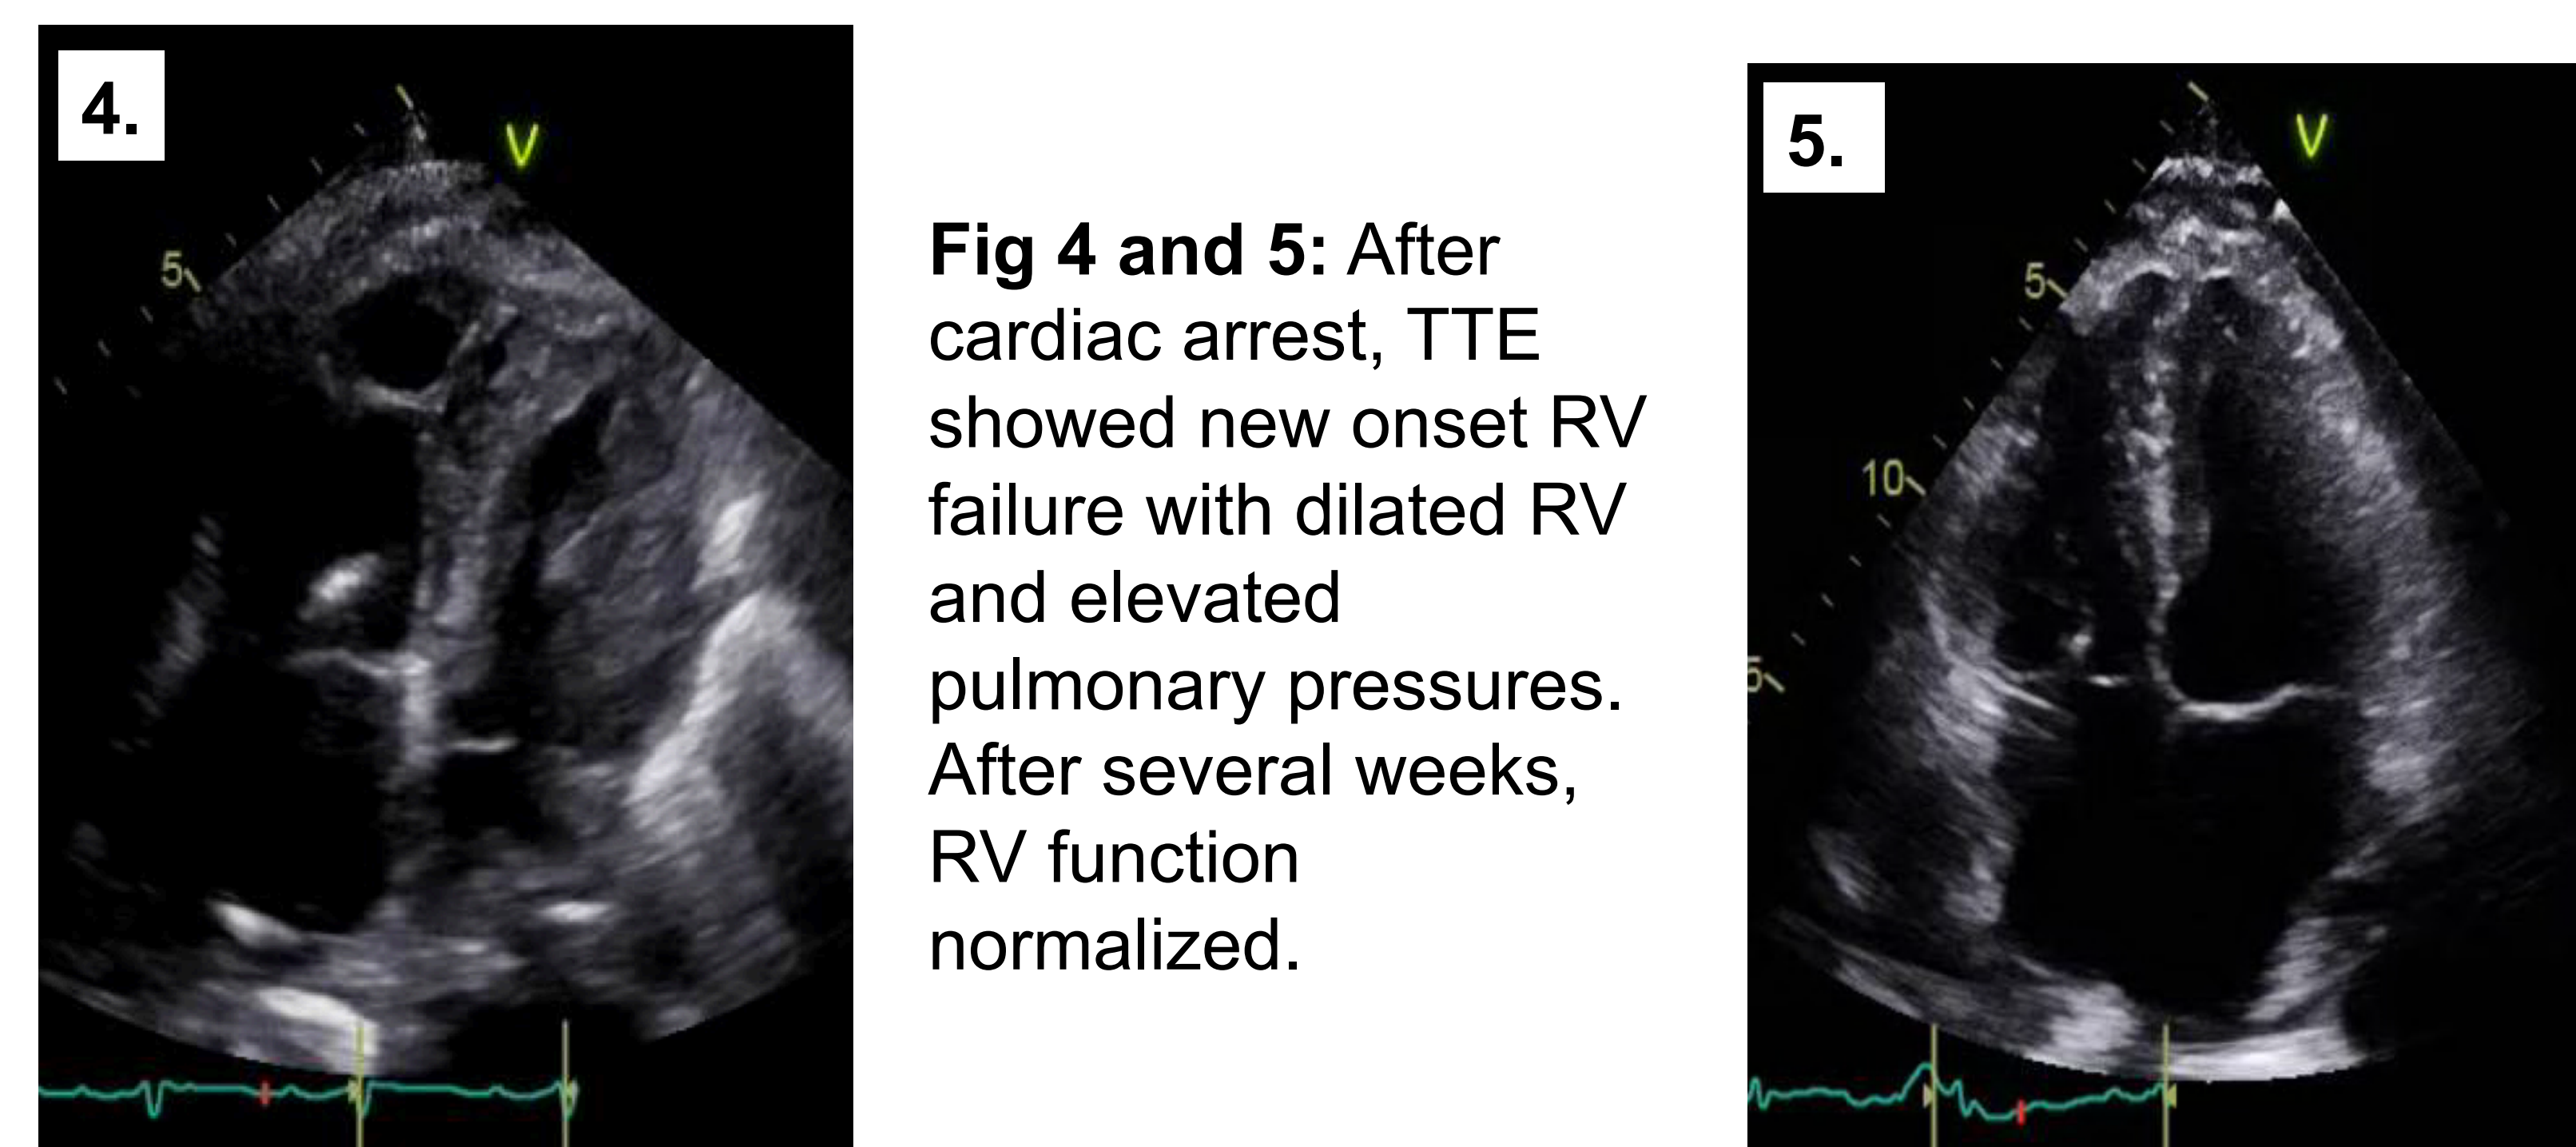 4.
V
5
Fig 4 and 5: After
cardiac arrest, TTE
showed new onset RV
failure with dilated RV
and elevated
pulmonary pressures.
After several weeks,
RV function
normalized.
5.
V
5
10
5